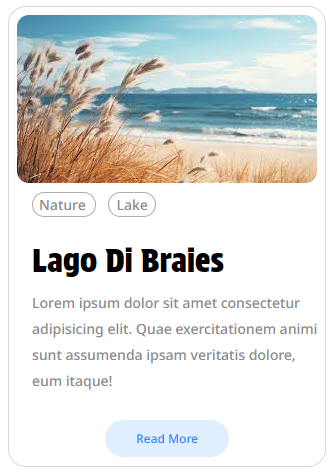 Nature Lake
Lago Di Braies
Lorem ipsum dolor sit amet consectetur
adipisicing elit. Quae exercitationem animi
sunt assumenda ipsam veritatis dolore,
eum itaque!
Read More